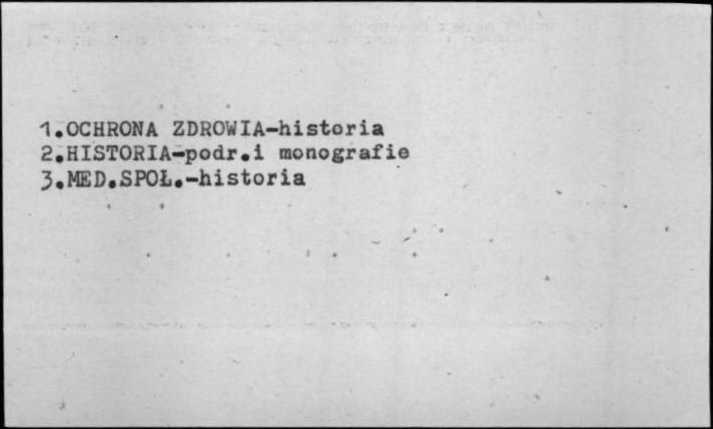 1.OCHRONA ZDROWIA-historia
2.HISTORIA-podr.i monografie
3.MED.SPOŁ.-historia